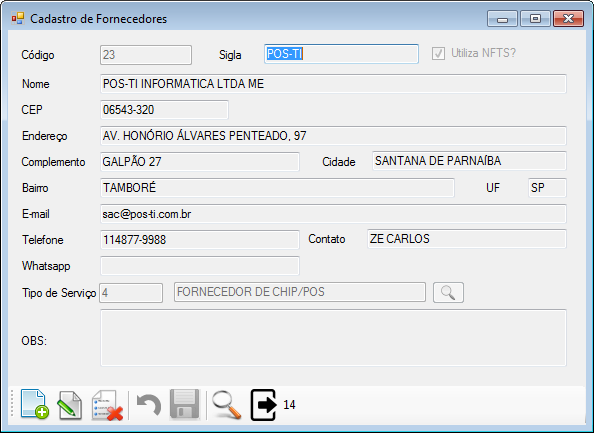 Cadastro de Fornecedores
Código 23 Sigla POS-TI Utiliza NFTS?
Nome POS-TI INFORMATICA LTDA ME
CEP 06543-320
Endereço AV. HONÓRIO ÁLVARES PENTEADO, 97
Complemento GALPÃO 27 Cidade SANTANA DE PARNAÍBA
Bairro TAMBORÉ UF SP
E-mail sac@pos-ti.com.br
Telefone 114877-9988 Contato ZE CARLOS
Whatsapp
Tipo de Serviço 4 FORNECEDOR DE CHIP/POS
OBS:
14